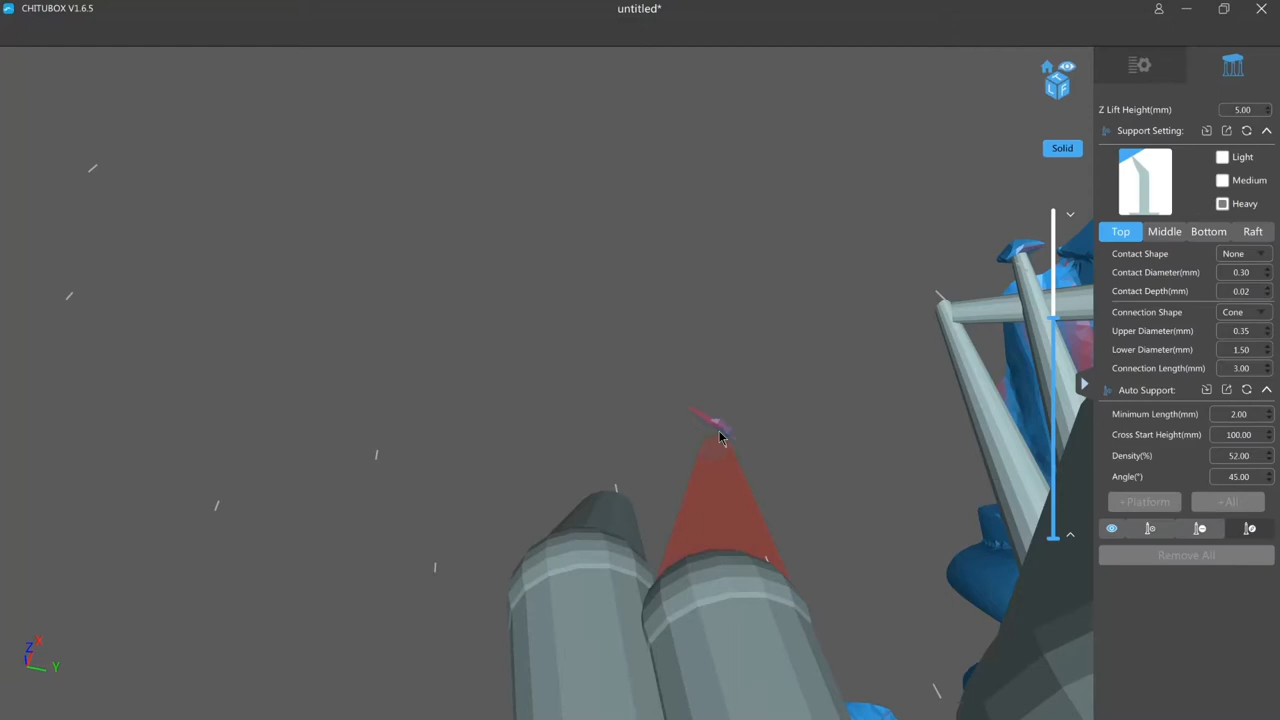 CHITUBOX V1.6.5
untitled*
Z Lift Height(mm) 5.00
Support Setting:
Light
Medium
Heavy
Solid
Top Middle Bottom Raft
Contact Shape None
Contact Diameter(mm) 0.30
Contact Depth(mm) 0.02
Connection Shape Cone
Upper Diameter(mm) 0.35
Lower Diameter(mm) 1.50
Connection Length(mm) 3.00
Auto Support:
Minimum Length(mm) 2.00
Cross Start Height(mm) 100.00
Density(%) 52.00
Angle(°) 45.00
+Platform +All
Remove All
T
L F
X
Z
Y